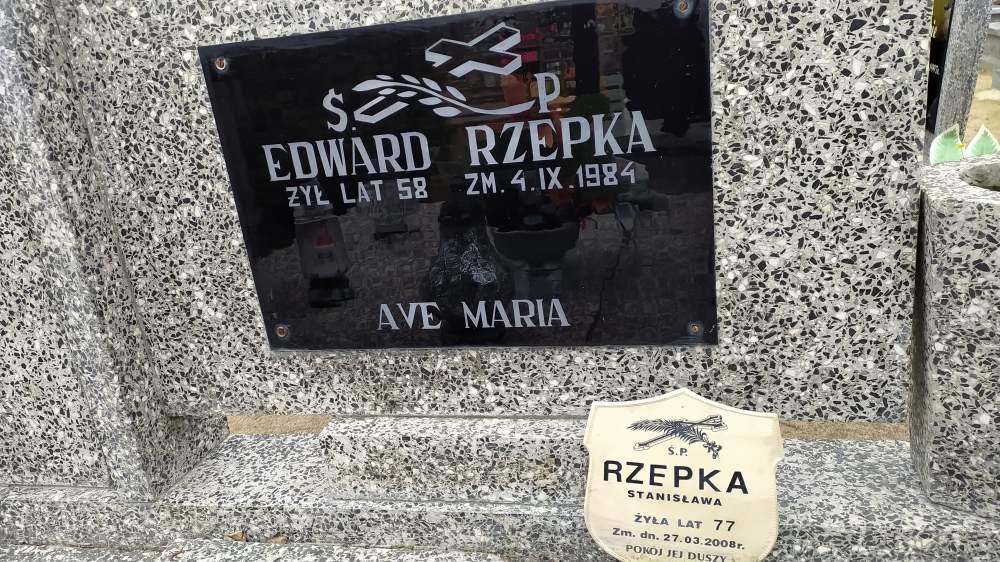 Ś. P.
EDWARD RZEPKA
ŻYŁ LAT 58 ZM. 4.IX.1984
AVE MARIA
Ś.P.
RZEPKA
STANISŁAWA
ŻYŁA LAT 77
Zm. dn. 27.03.2008r.
POKÓJ JEJ DUSZY